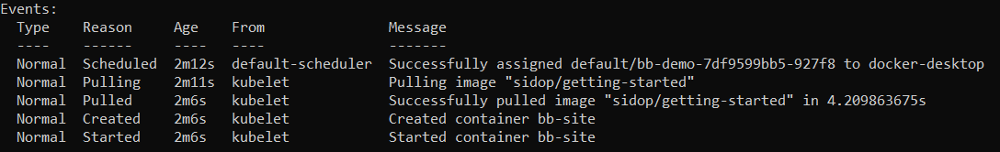 Events:
Type Reason Age From Message
---- ------ ---- ---- -------
Normal Scheduled 2m12s default-scheduler Successfully assigned default/bb-demo-7df9599bb5-927f8 to docker-desktop
Normal Pulling 2m11s kubelet Pulling image "sidop/getting-started"
Normal Pulled 2m6s kubelet Successfully pulled image "sidop/getting-started" in 4.209863675s
Normal Created 2m6s kubelet Created container bb-site
Normal Started 2m6s kubelet Started container bb-site